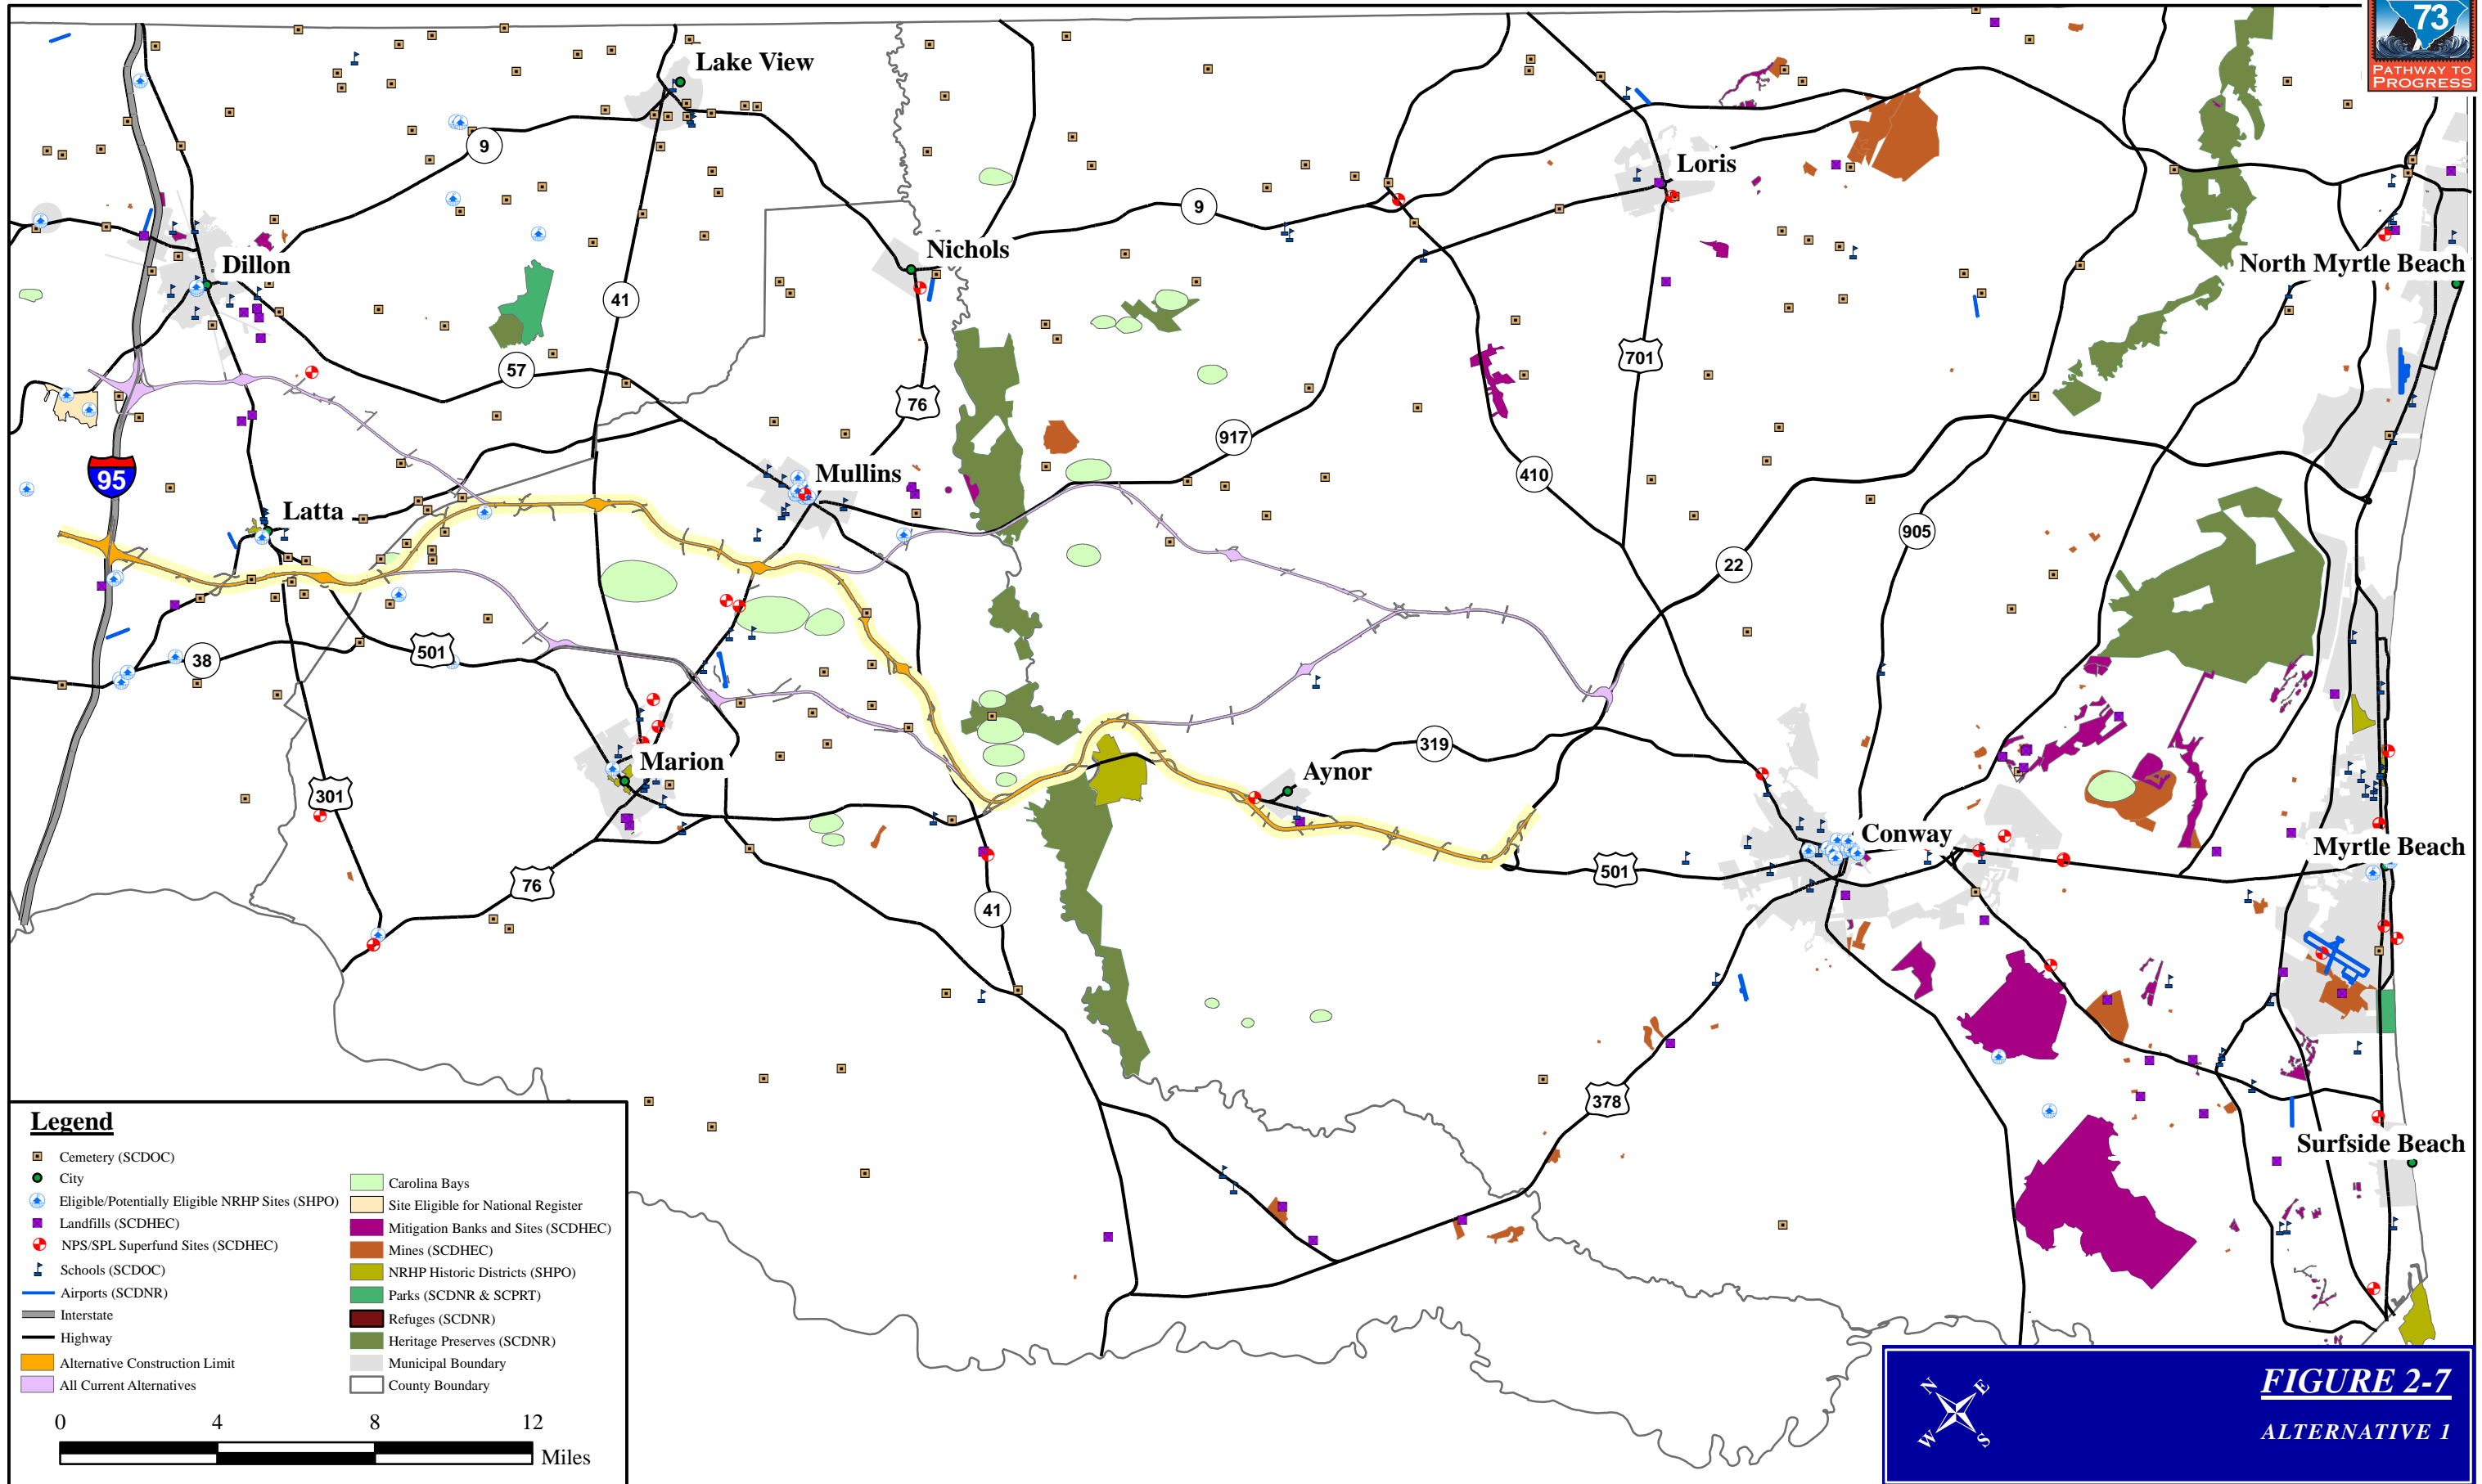 73
PATHWAY TO
PROGRESS
Lake View
9
Loris
Nichols
9
Dillon
North Myrtle Beach
41
57
701
76
917
Mullins
95
410
Latta
905
22
38
501
319
Marion
Aynor
301
Conway
Myrtle Beach
501
76
41
378
Surfside Beach
Legend
Cemetery (SCDOC)
City
Eligible/Potentially Eligible NRHP Sites (SHPO)
Landfills (SCDHEC)
NPS/SPL Superfund Sites (SCDHEC)
Schools (SCDOC)
Airports (SCDNR)
Interstate
Highway
Alternative Construction Limit
All Current Alternatives
Carolina Bays
Site Eligible for National Register
Mitigation Banks and Sites (SCDHEC)
Mines (SCDHEC)
NRHP Historic Districts (SHPO)
Parks (SCDNR & SCPRT)
Refuges (SCDNR)
Heritage Preserves (SCDNR)
Municipal Boundary
County Boundary
0 4 8 12
Miles
N E
W S
FIGURE 2-7
ALTERNATIVE 1